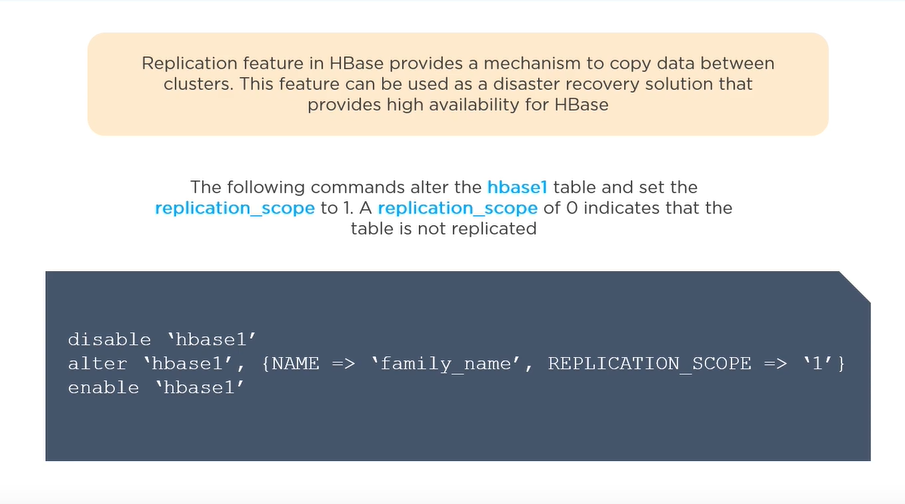 Replication feature in HBase provides a mechanism to copy data between
clusters. This feature can be used as a disaster recovery solution that
provides high availability for HBase
The following commands alter the hbase1 table and set the
replication_scope to 1. A replication_scope of 0 indicates that the
table is not replicated
disable ‘hbase1’
alter ‘hbase1’, {NAME => ‘family_name’, REPLICATION_SCOPE => ‘1’}
enable ‘hbase1’